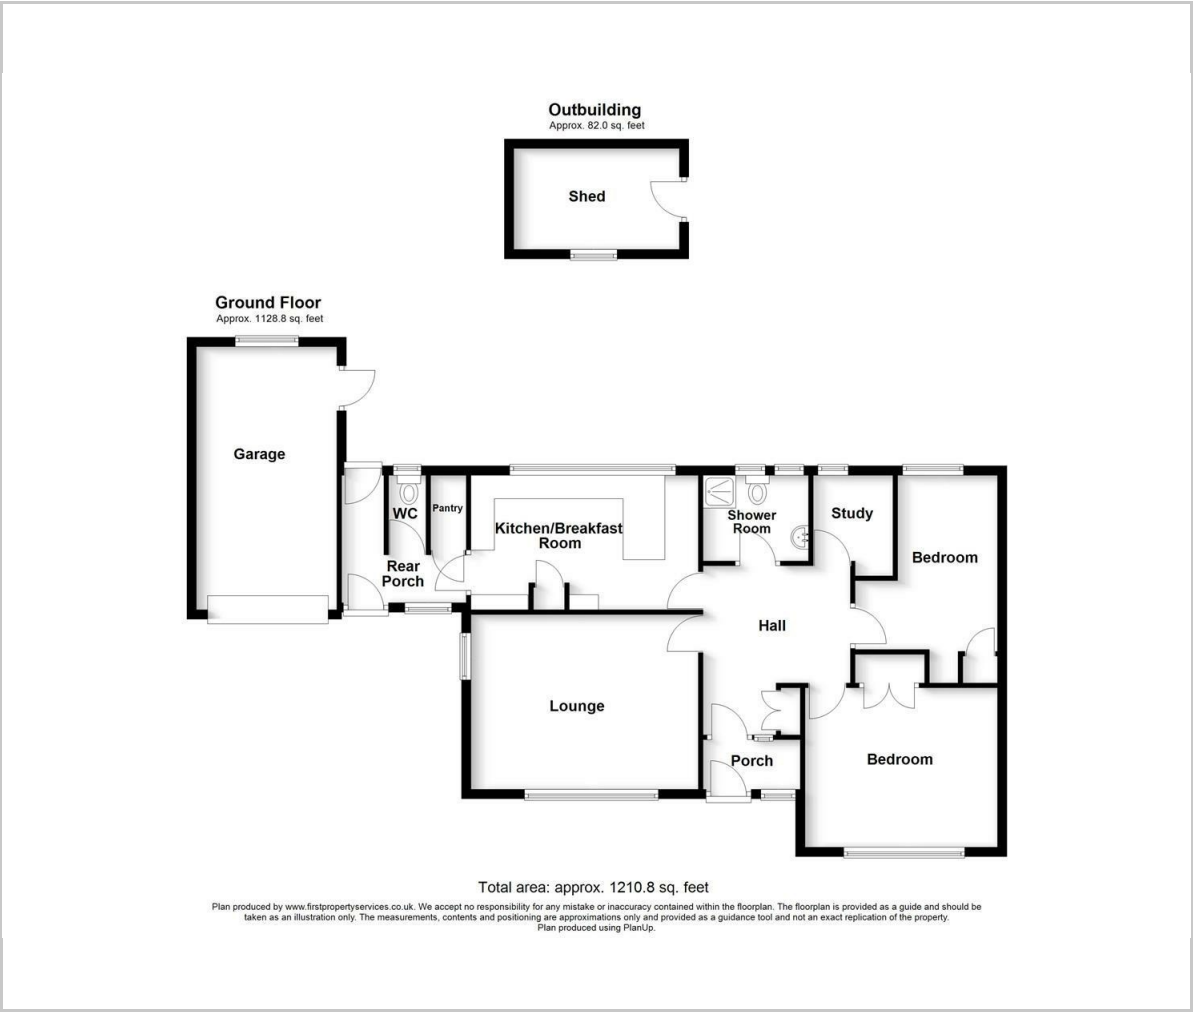 Outbuilding
Approx. 82.0 sq. feet
Shed
Ground Floor
Approx. 1128.8 sq. feet
Garage
WC
Pantry
Kitchen/Breakfast
Room
Shower
Room
Study
Bedroom
Rear
Porch
Hall
Lounge
Porch
Bedroom
Total area: approx. 1210.8 sq. feet
Plan produced by www.firstpropertyservices.co.uk. We accept no responsibility for any mistake or inaccuracy contained within the floorplan. The floorplan is provided as a guide and should be
taken as an illustration only. The measurements, contents and positioning are approximations only and provided as a guidance tool and not an exact replication of the property.
Plan produced using PlanUp.